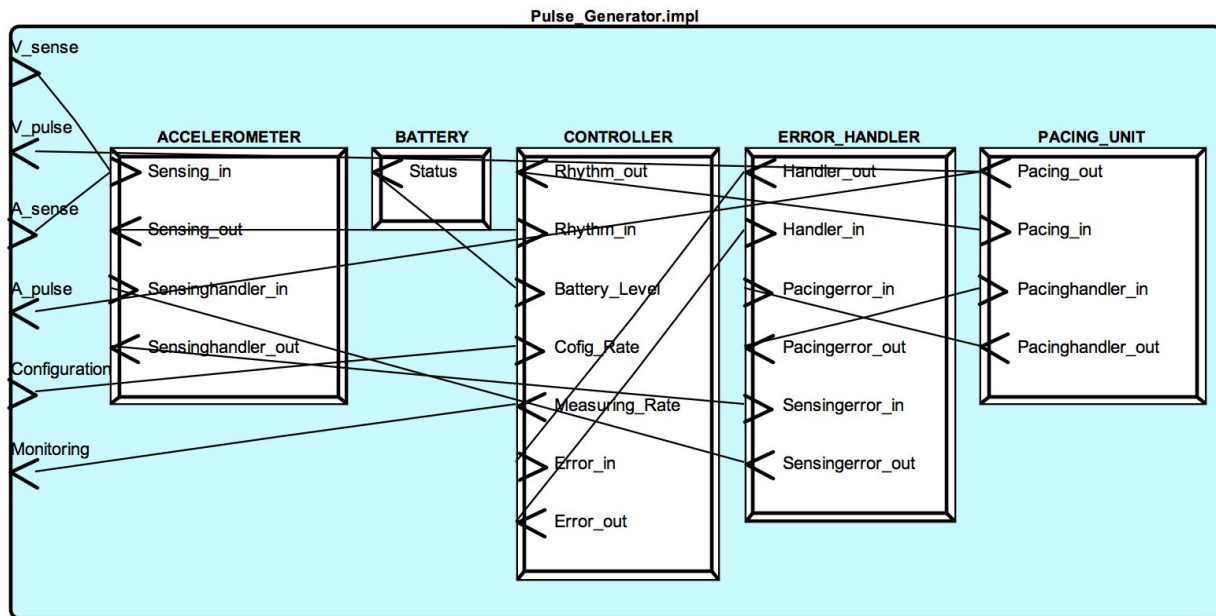 Pulse_Generator.impl
V_sense
V_pulse
A_sense
A_pulse
Configuration
Monitoring
ACCELEROMETER
Sensing_in
Sensing_out
Sensinghandler_in
Sensinghandler_out
BATTERY
Status
CONTROLLER
Rhythm_out
Rhythm_in
Battery_Level
Cofig_Rate
Measuring_Rate
Error_in
Error_out
ERROR_HANDLER
Handler_out
Handler_in
Pacingerror_in
Pacingerror_out
Sensingerror_in
Sensingerror_out
PACING_UNIT
Pacing_out
Pacing_in
Pacinghandler_in
Pacinghandler_out